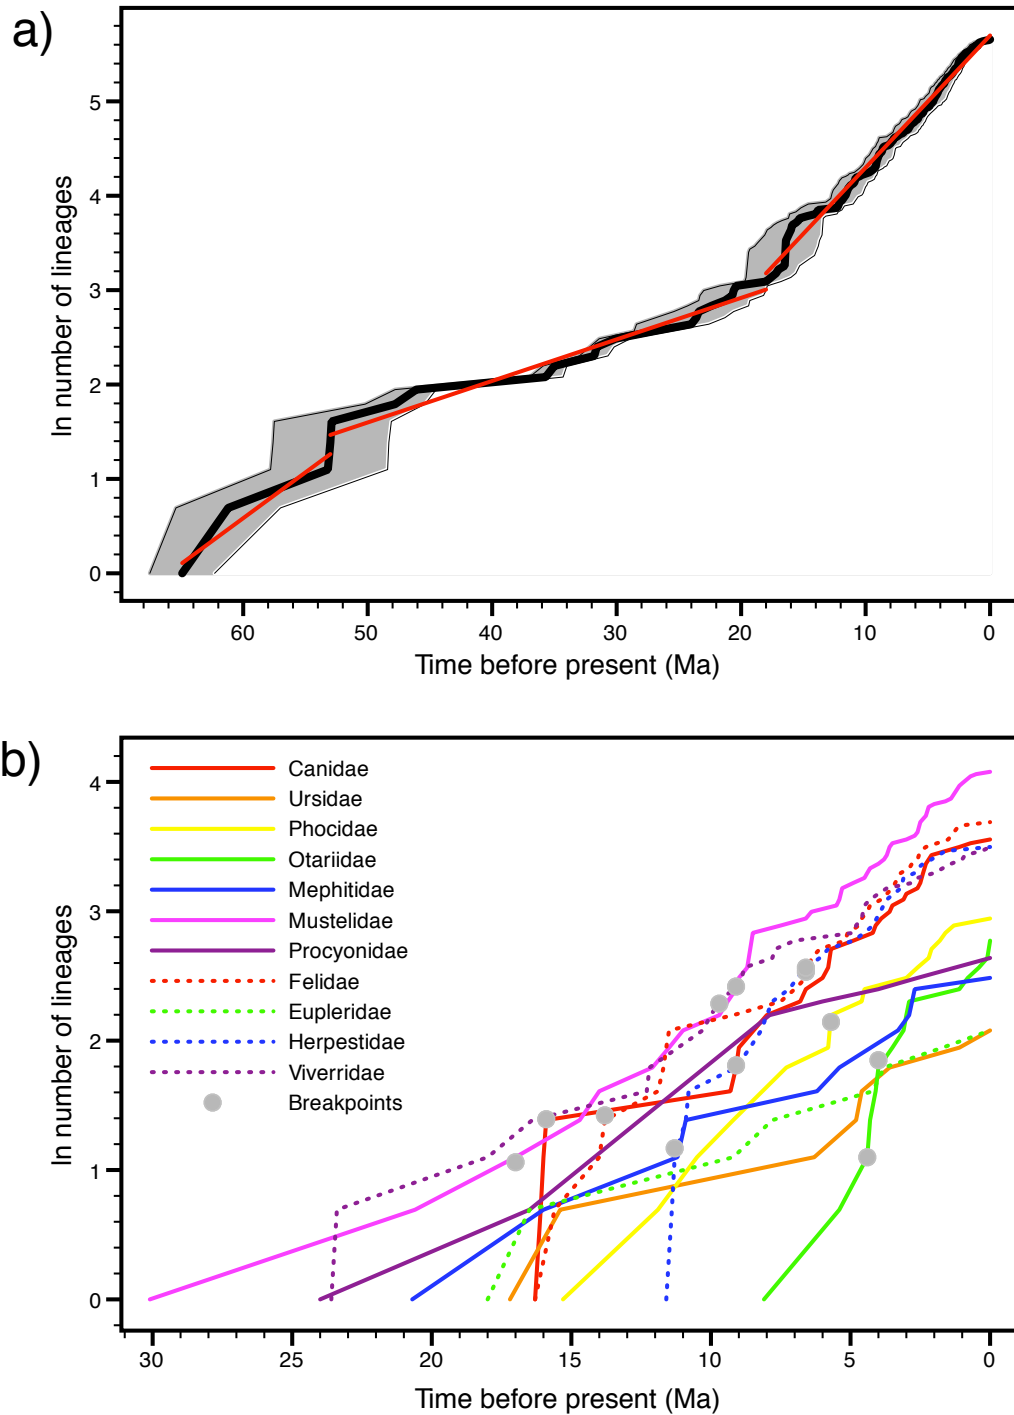 a)
ln number of lineages
5
4
3
2
1
0
60 50 40 30 20 10 0
Time before present (Ma)
b)
ln number of lineages
4
3
2
1
0
Canidae
Ursidae
Phocidae
Otariidae
Mephitidae
Mustelidae
Procyonidae
Felidae
Eupleridae
Herpestidae
Viverridae
Breakpoints
30 25 20 15 10 5 0
Time before present (Ma)